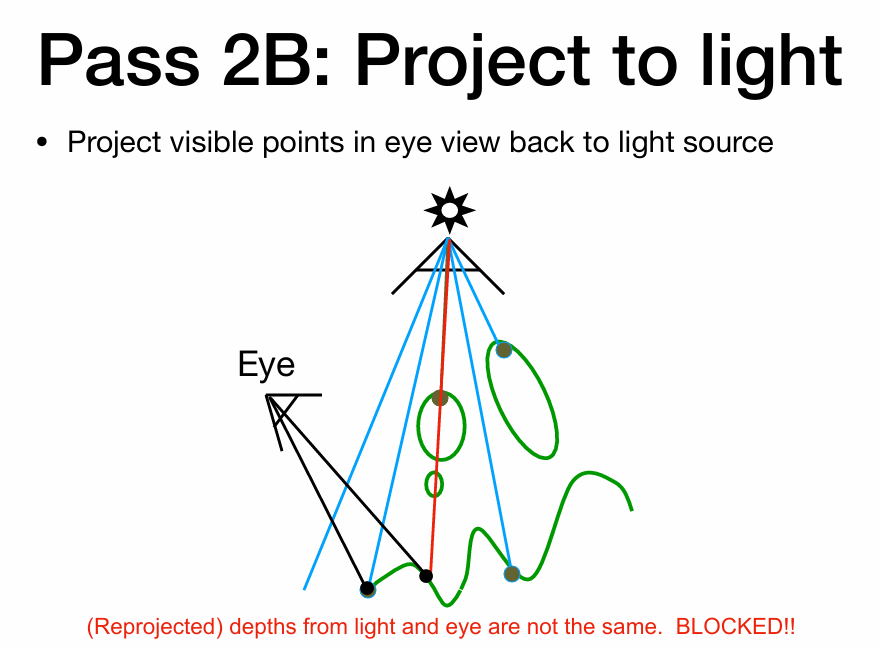 Pass 2B: Project to light
• Project visible points in eye view back to light source
Eye
(Reprojected) depths from light and eye are not the same.  BLOCKED!!